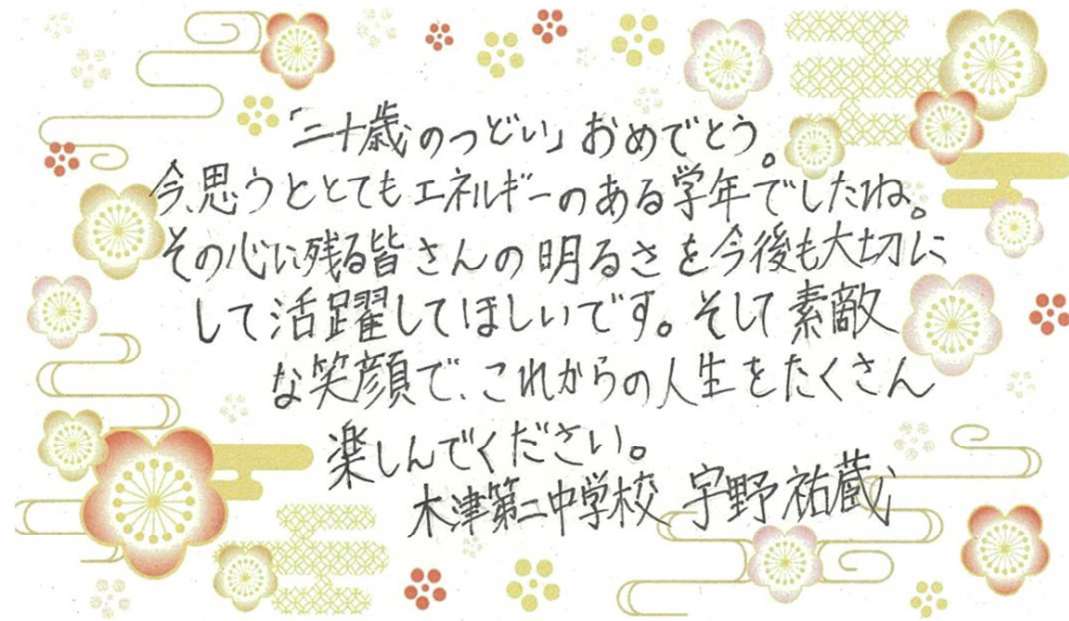 「二十歳のつどい」おめでとう。
今、思うととてもエネルギーのある学年でしたね。
その心に残る皆さんの明るさを今後も大切に
して活躍してほしいです。そして素敵
な笑顔で、これからの人生をたくさん
楽しんでください。
木津第二中学校 宇野祐蔵